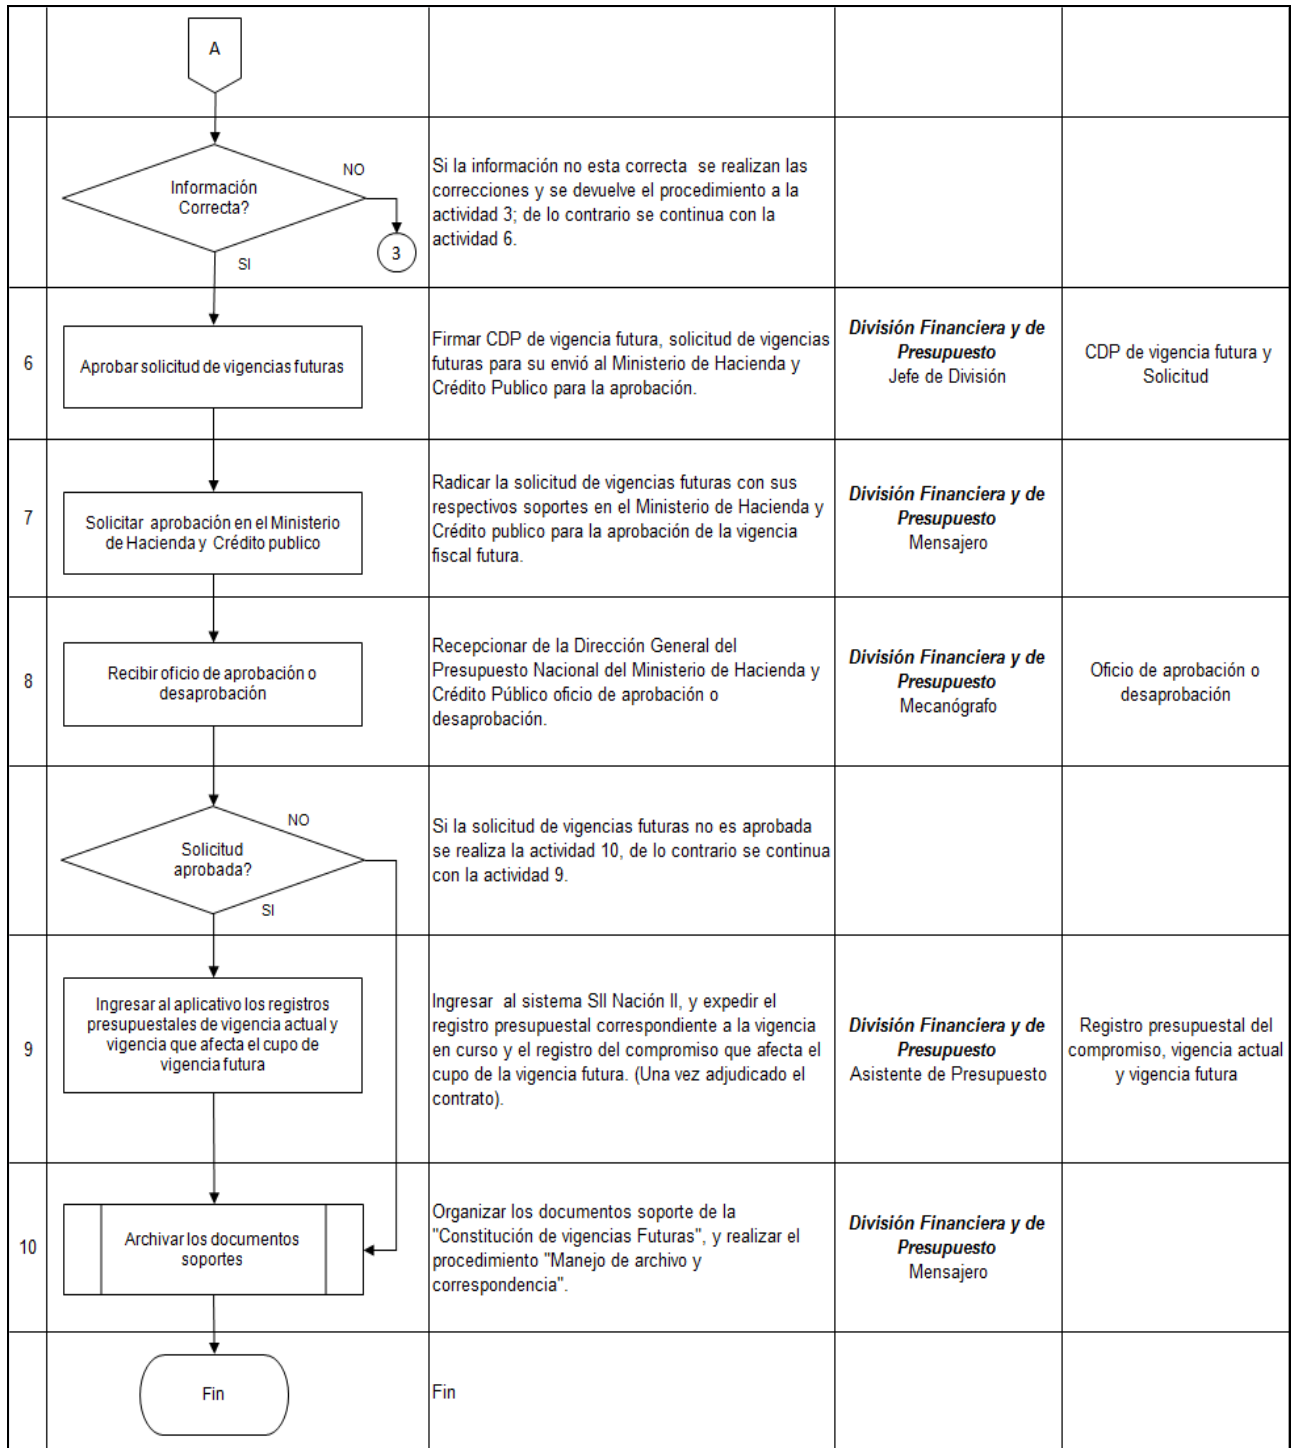 A
Información
Correcta?
NO
SI
3
Si la información no esta correcta  se realizan las
correcciones y se devuelve el procedimiento a la
actividad 3; de lo contrario se continua con la
actividad 6.
6
Aprobar solicitud de vigencias futuras
Firmar CDP de vigencia futura, solicitud de vigencias
futuras para su envió al Ministerio de Hacienda y
Crédito Publico para la aprobación.
División Financiera y de
Presupuesto
Jefe de División
CDP de vigencia futura y
Solicitud
7
Solicitar  aprobación en el Ministerio
de Hacienda y  Crédito publico
Radicar la solicitud de vigencias futuras con sus
respectivos soportes en el Ministerio de Hacienda y
Crédito publico para la aprobación de la vigencia
fiscal futura.
División Financiera y de
Presupuesto
Mensajero
8
Recibir oficio de aprobación o
desaprobación
Recepcionar de la Dirección General del
Presupuesto Nacional del Ministerio de Hacienda y
Crédito Público oficio de aprobación o
desaprobación.
División Financiera y de
Presupuesto
Mecanógrafo
Oficio de aprobación o
desaprobación
Solicitud
aprobada?
NO
SI
Si la solicitud de vigencias futuras no es aprobada
se realiza la actividad 10, de lo contrario se continua
con la actividad 9.
9
Ingresar al aplicativo los registros
presupuestales de vigencia actual y
vigencia que afecta el cupo de
vigencia futura
Ingresar  al sistema SII Nación II, y expedir el
registro presupuestal correspondiente a la vigencia
en curso y el registro del compromiso que afecta el
cupo de la vigencia futura. (Una vez adjudicado el
contrato).
División Financiera y de
Presupuesto
Asistente de Presupuesto
Registro presupuestal del
compromiso, vigencia actual
y vigencia futura
10
Archivar los documentos
soportes
Organizar los documentos soporte de la
"Constitución de vigencias Futuras", y realizar el
procedimiento "Manejo de archivo y
correspondencia".
División Financiera y de
Presupuesto
Mensajero
Fin
Fin